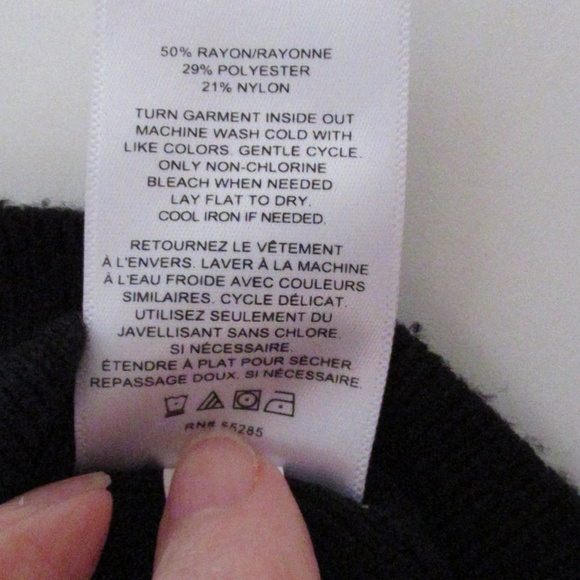 50% RAYON/RAYONNE
29% POLYESTER
21% NYLON
TURN GARMENT INSIDE OUT
MACHINE WASH COLD WITH
LIKE COLORS. GENTLE CYCLE.
ONLY NON-CHLORINE
BLEACH WHEN NEEDED
LAY FLAT TO DRY.
COOL IRON IF NEEDED.
RETOURNEZ LE VÊTEMENT
À L'ENVERS. LAVER À LA MACHINE
À L'EAU FROIDE AVEC COULEURS
SIMILAIRES. CYCLE DÉLICAT.
UTILISEZ SEULEMENT DU
JAVELLISANT SANS CHLORE.
SI NÉCESSAIRE.
ÉTENDRE À PLAT POUR SÉCHER
REPASSAGE DOUX. SI NÉCESSAIRE.
RN# 55285